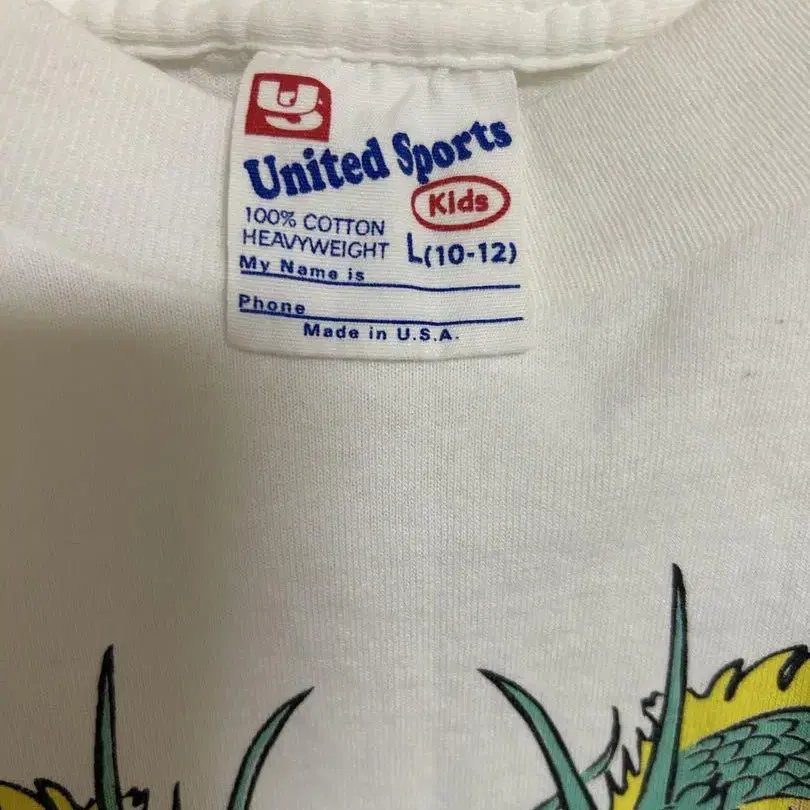 United Sports
Kids
100% COTTON
HEAVYWEIGHT L(10-12)
My Name is
Phone
Made in U.S.A.